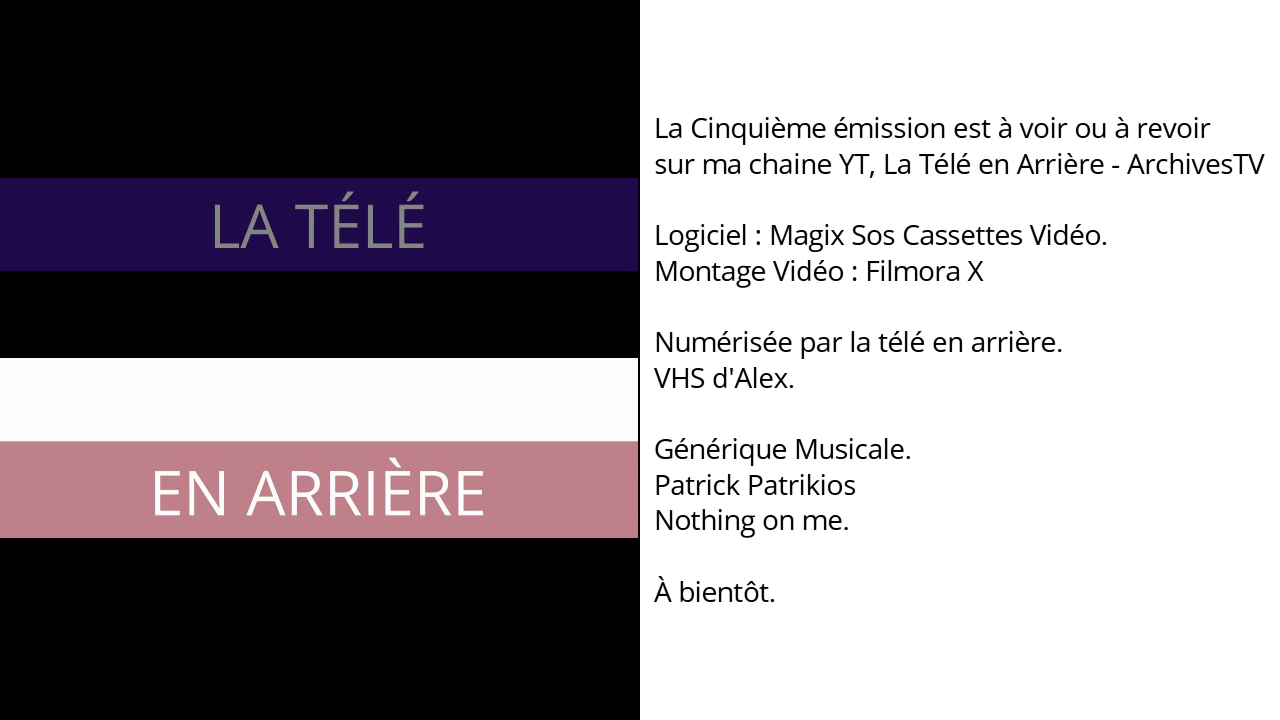 LA TÉLÉ
EN ARRIÈRE
La Cinquième émission est à voir ou à revoir
sur ma chaine YT, La Télé en Arrière - ArchivesTV
Logiciel : Magix Sos Cassettes Vidéo.
Montage Vidéo : Filmora X
Numérisée par la télé en arrière.
VHS d'Alex.
Générique Musicale.
Patrick Patrikios
Nothing on me.
À bientôt.